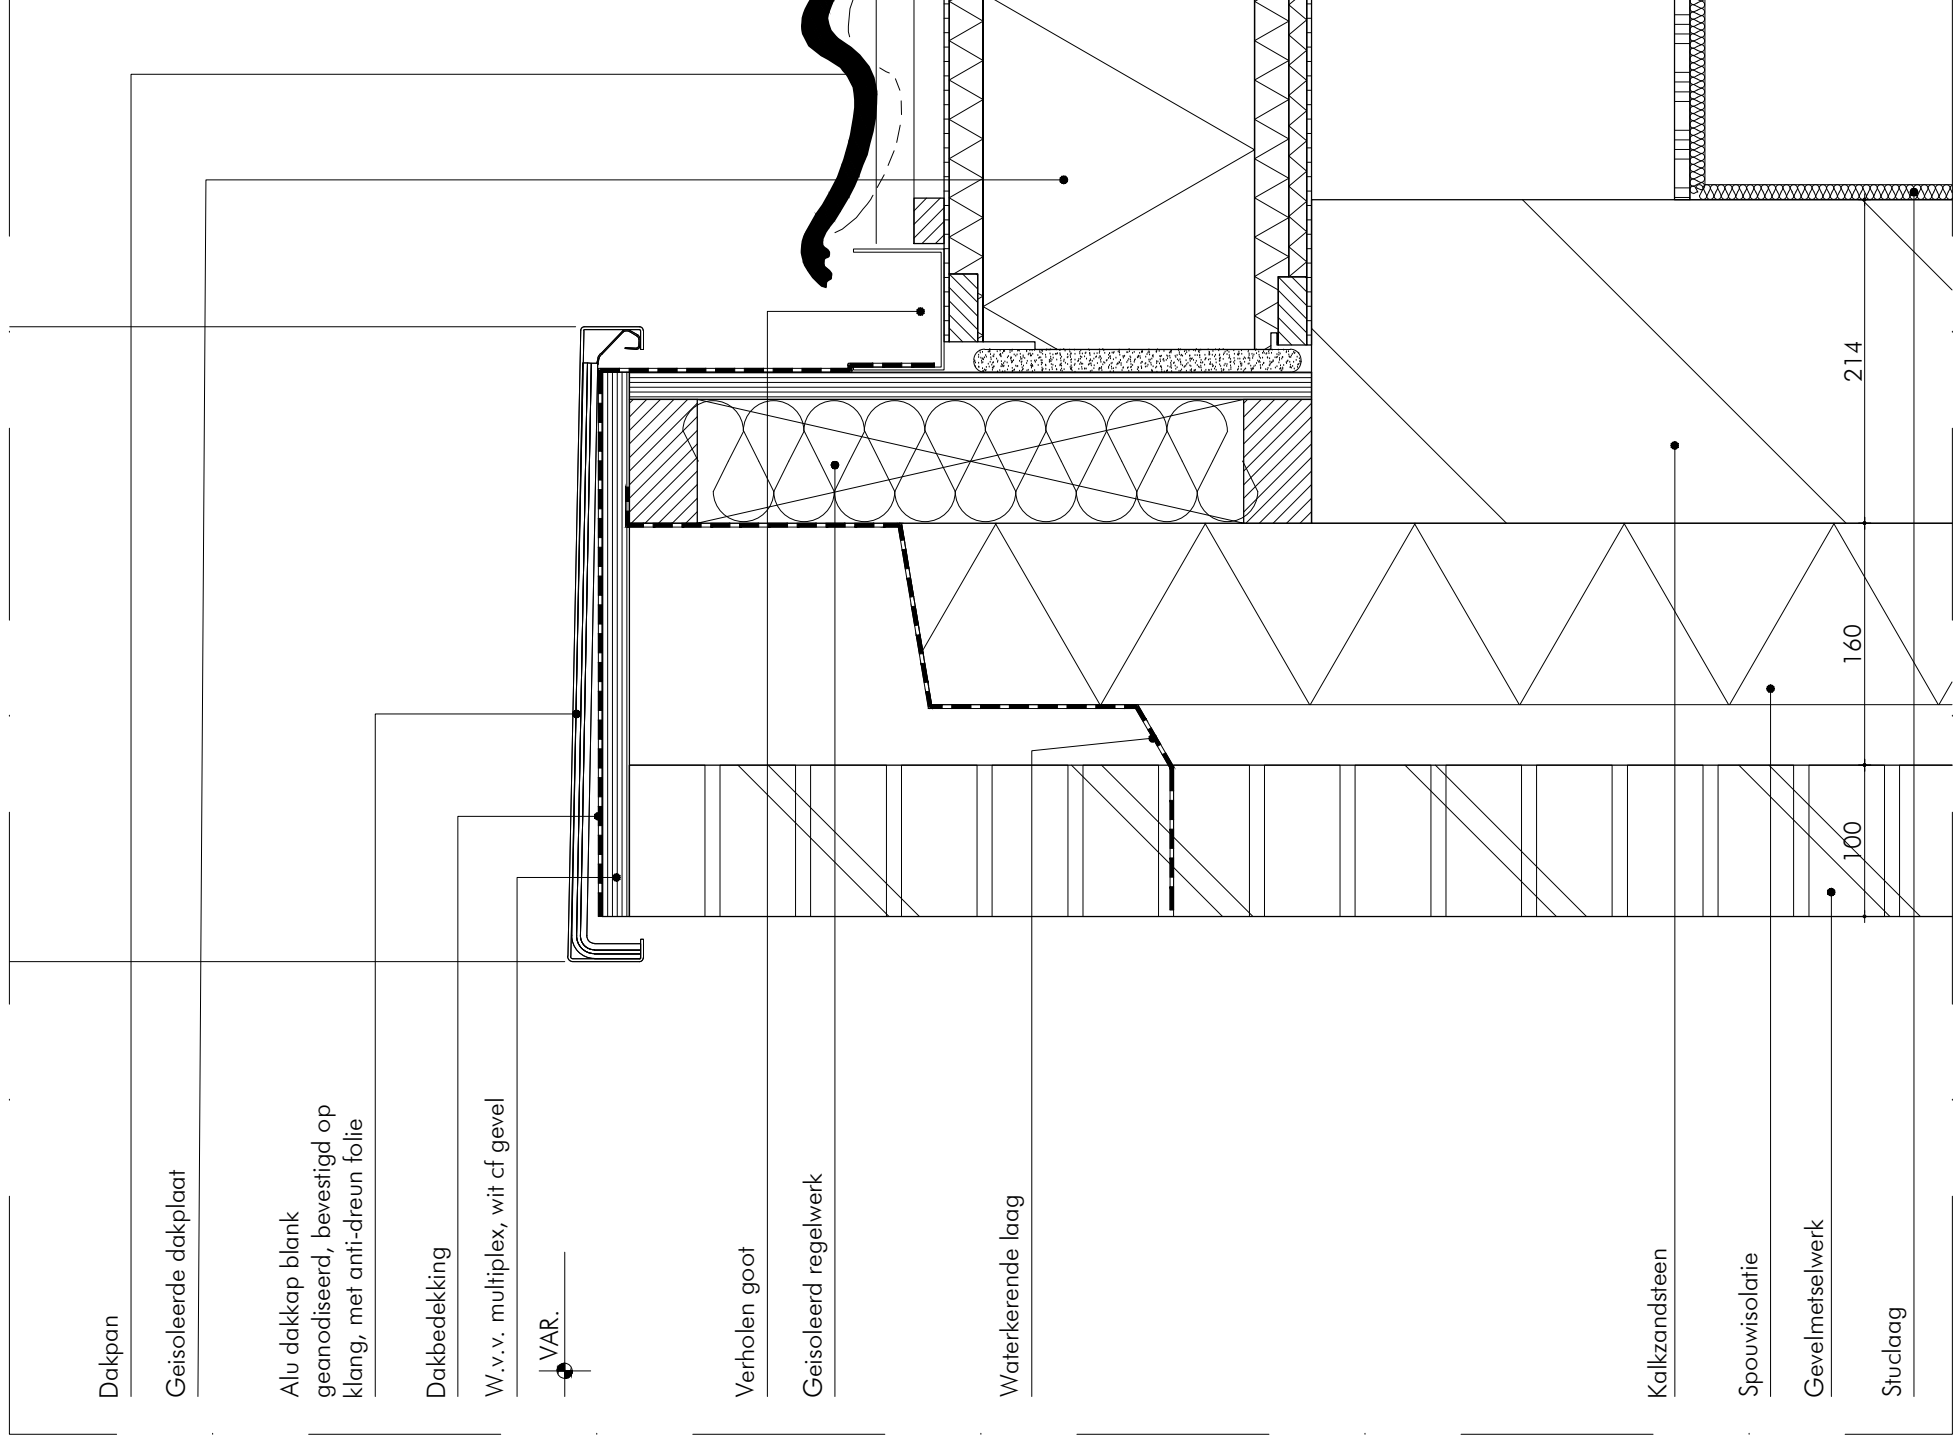 Dakpan
Geisoleerde dakplaat
Alu dakkap blank
geanodiseerd, bevestigd op
klang, met anti-dreun folie
Dakbedekking
W.v.v. multiplex, wit cf gevel
VAR.
Verholen goot
Geisoleerd regelwerk
Waterkerende laag
Kalkzandsteen
Spouwisolatie
Gevelmetselwerk
Stuclaag
100
160
214